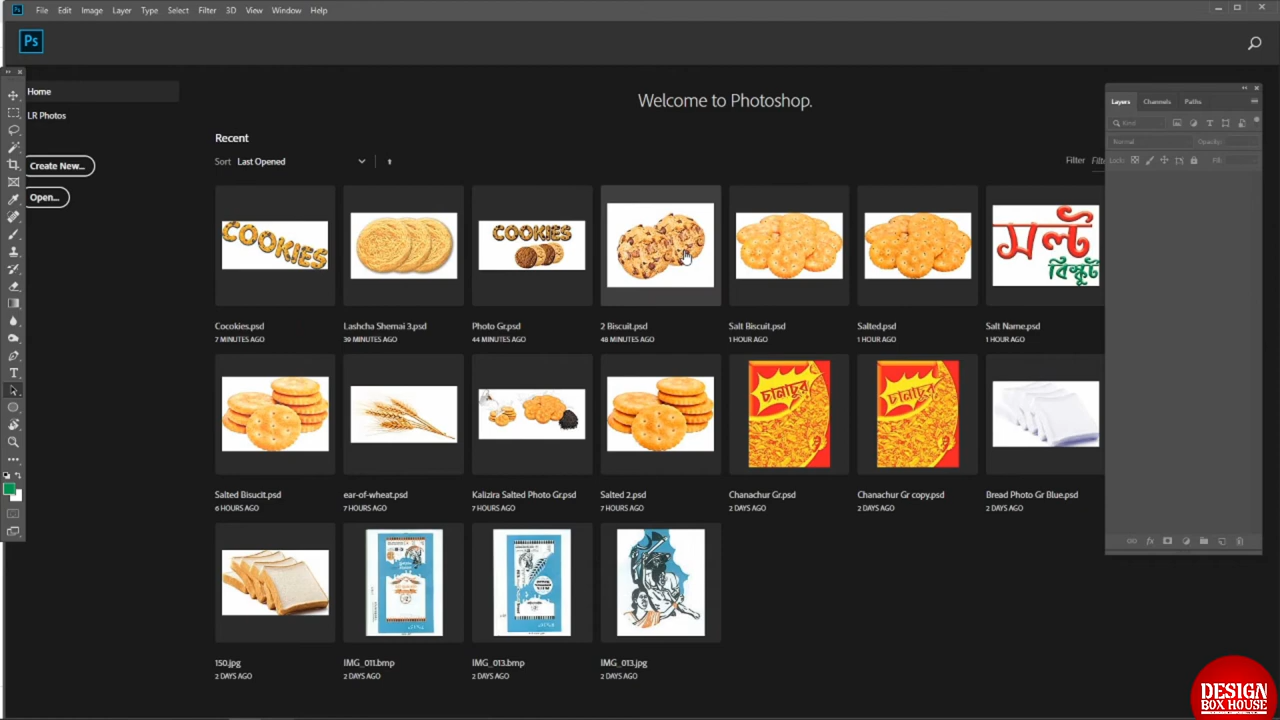 Ps File Edit Image Layer Type Select Filter 3D View Window Help
Ps
Home
LR Photos
Create New...
Open...
Welcome to Photoshop.
Recent
Sort Last Opened
Filter
Layers Channels Paths
Kind
Normal Opacity:
Lock: Fill:
COOKIES
COOKIES
সল্ট
বিস্কুট
Cocokies.psd
7 MINUTES AGO
Lashcha Shemai 3.psd
39 MINUTES AGO
Photo Gr.psd
44 MINUTES AGO
2 Biscuit.psd
48 MINUTES AGO
Salt Biscuit.psd
1 HOUR AGO
Salted.psd
1 HOUR AGO
Salt Name.psd
1 HOUR AGO
চানাচুর
চানাচুর
Salted Bisucit.psd
6 HOURS AGO
ear-of-wheat.psd
7 HOURS AGO
Kalizira Salted Photo Gr.psd
7 HOURS AGO
Salted 2.psd
7 HOURS AGO
Chanachur Gr.psd
2 DAYS AGO
Chanachur Gr copy.psd
2 DAYS AGO
Bread Photo Gr Blue.psd
2 DAYS AGO
150.jpg
2 DAYS AGO
IMG_011.bmp
2 DAYS AGO
IMG_013.bmp
2 DAYS AGO
IMG_013.jpg
2 DAYS AGO
DESIGN
BOX HOUSE